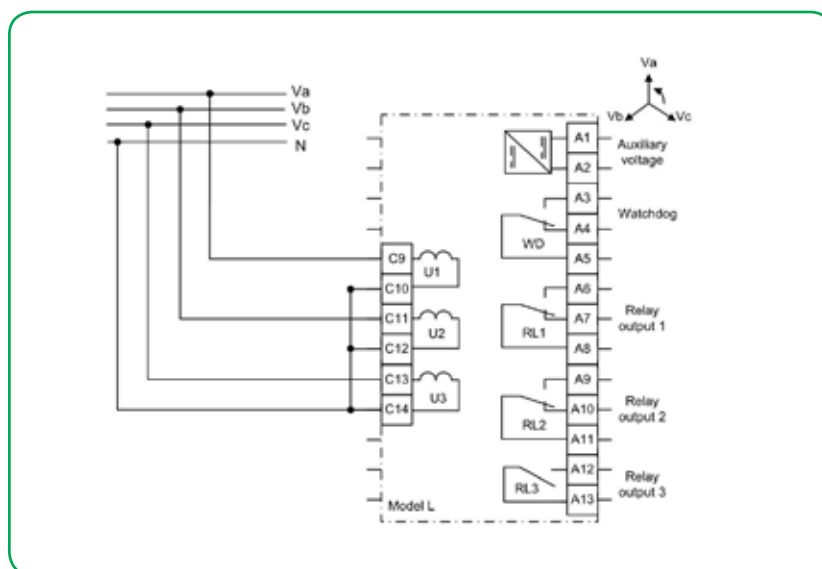 Va
Vb
Vc
N
Va
Vb
Vc
A1
Auxiliary
voltage
A2
A3
Watchdog
A4
WD
A5
C9
U1
C10
A6
C11
A7
Relay
output 1
U2
RL1
C12
A8
C13
A9
U3
C14
A10
Relay
output 2
RL2
A11
A12
Relay
output 3
RL3
A13
Model L